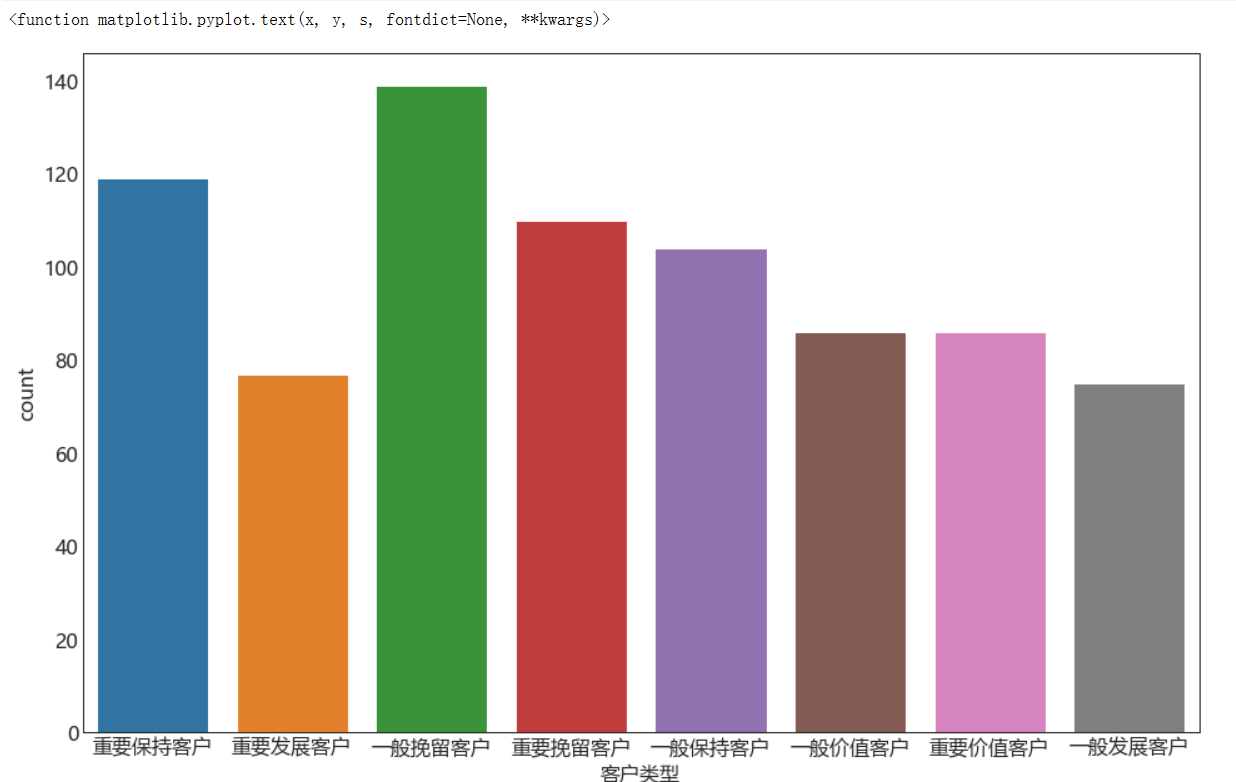 <function matplotlib.pyplot.text(x, y, s, fontdict=None, **kwargs)>
140
120
100
80
60
40
20
0
count
重要保持客户 重要发展客户 一般挽留客户 重要挽留客户 一般保持客户 一般价值客户 重要价值客户 一般发展客户
客户类型